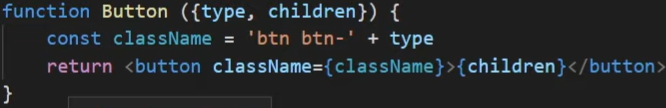 function Button ({type, children}) {
const className = 'btn btn-' + type
return <button className={className}>{children}</button>
}